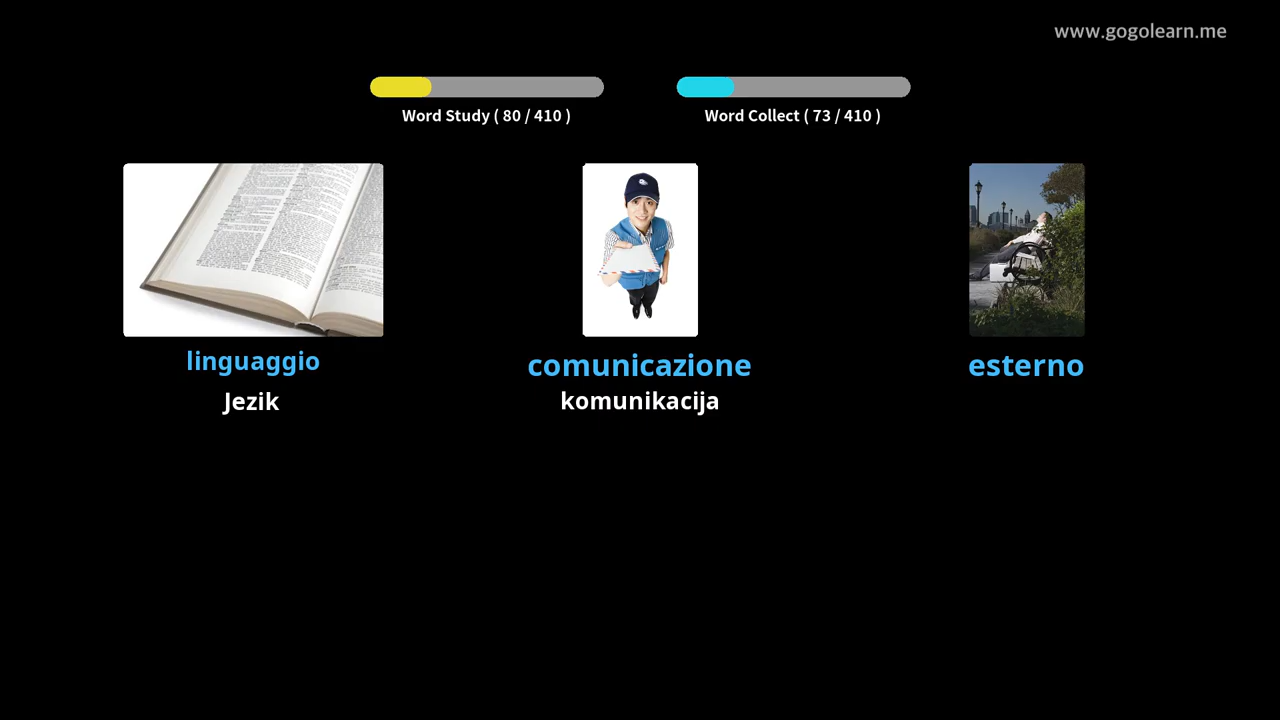 www.gogolearn.me
Word Study ( 80 / 410 )
Word Collect ( 73 / 410 )
linguaggio
Jezik
comunicazione
komunikacija
esterno